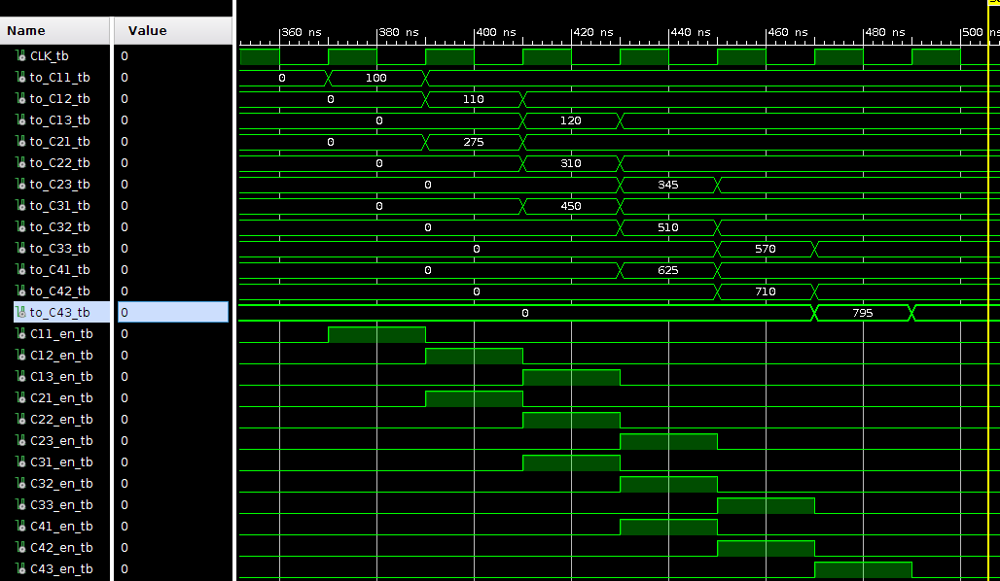 Name Value 360 ns 380 ns 400 ns 420 ns 440 ns 460 ns 480 ns 500 ns
CLK_tb 0
to_C11_tb 0 0 100
to_C12_tb 0 0 110
to_C13_tb 0 0 120
to_C21_tb 0 0 275
to_C22_tb 0 0 310
to_C23_tb 0 0 345
to_C31_tb 0 0 450
to_C32_tb 0 0 510
to_C33_tb 0 0 570
to_C41_tb 0 0 625
to_C42_tb 0 0 710
to_C43_tb 0 0 795
C11_en_tb 0
C12_en_tb 0
C13_en_tb 0
C21_en_tb 0
C22_en_tb 0
C23_en_tb 0
C31_en_tb 0
C32_en_tb 0
C33_en_tb 0
C41_en_tb 0
C42_en_tb 0
C43_en_tb 0